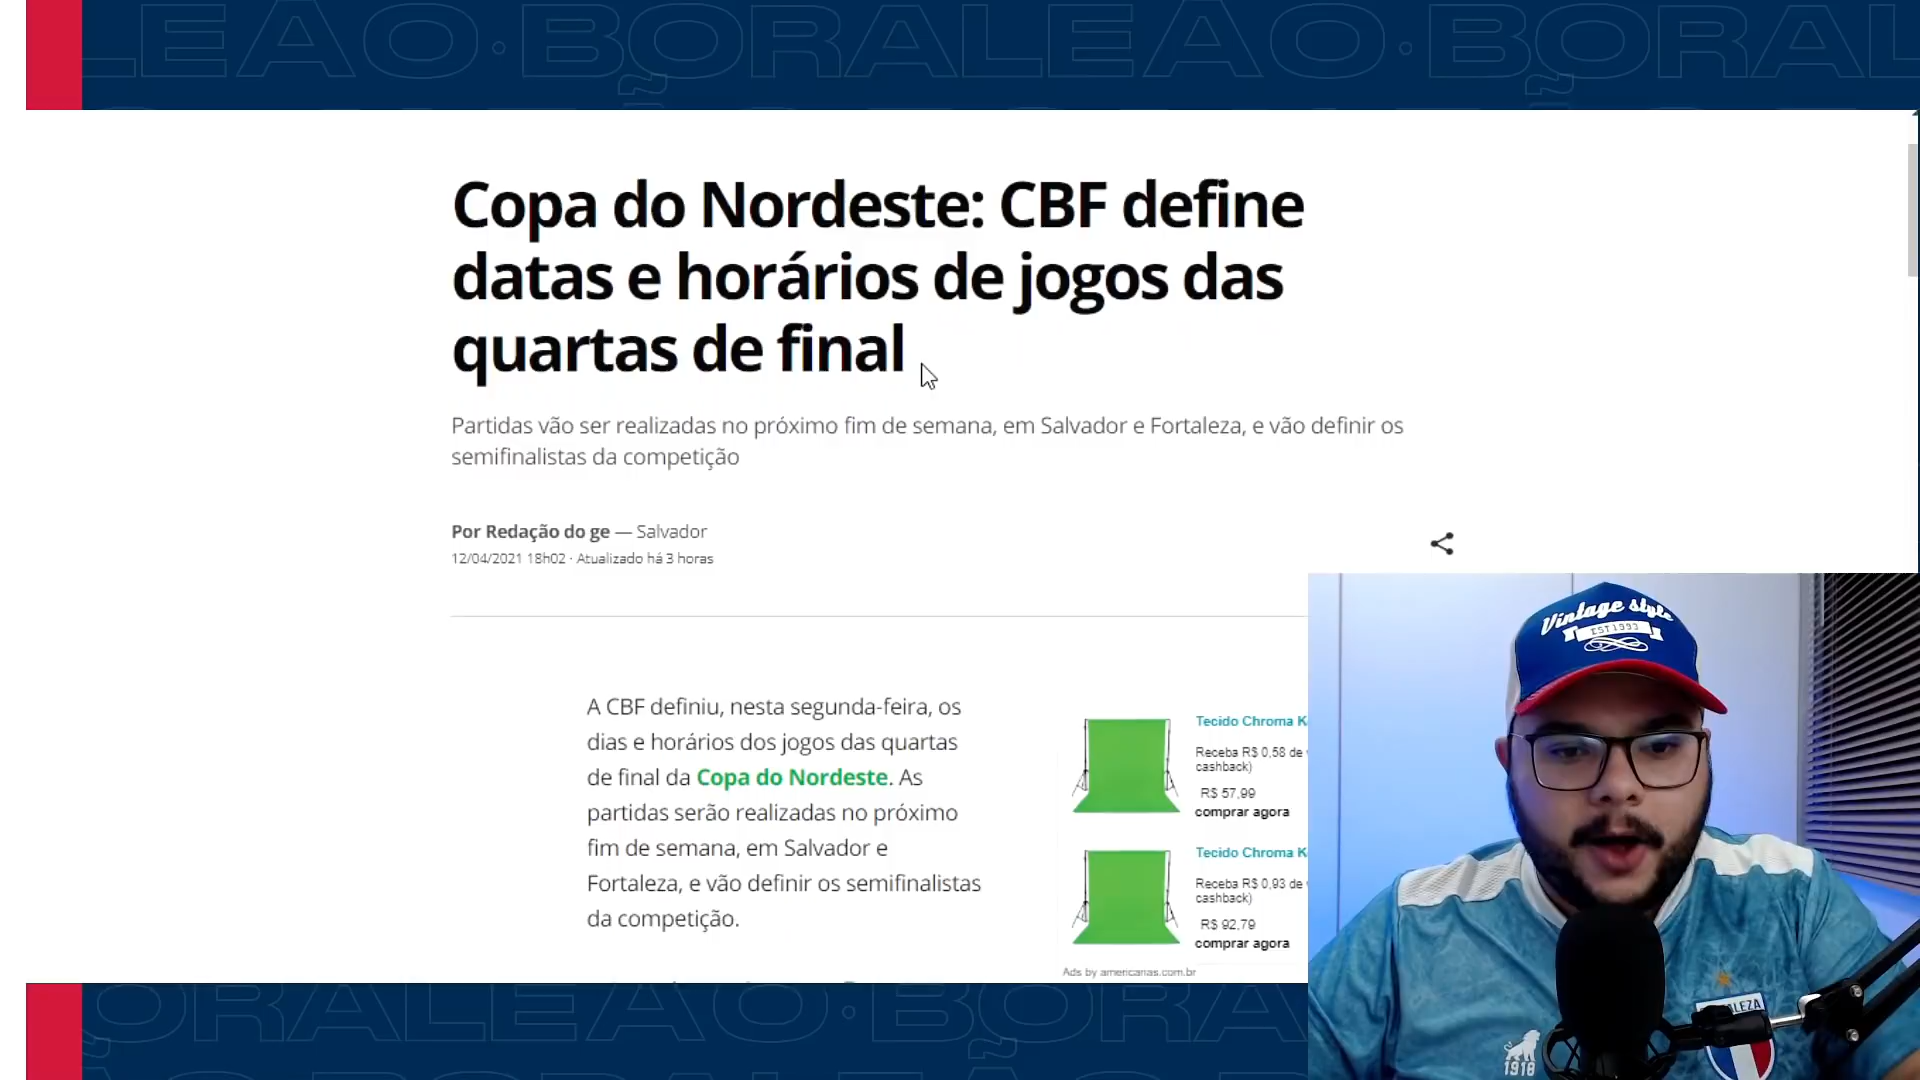 LEÃO·BORALEÃO·BORAL
Copa do Nordeste: CBF define
datas e horários de jogos das
quartas de final
Partidas vão ser realizadas no próximo fim de semana, em Salvador e Fortaleza, e vão definir os
semifinalistas da competição
Por Redação do ge — Salvador
12/04/2021 18h02 · Atualizado há 3 horas
A CBF definiu, nesta segunda-feira, os
dias e horários dos jogos das quartas
de final da Copa do Nordeste. As
partidas serão realizadas no próximo
fim de semana, em Salvador e
Fortaleza, e vão definir os semifinalistas
da competição.
Tecido Chroma K
Receba R$ 0,58 de
cashback)
R$ 57,99
comprar agora
Tecido Chroma K
Receba R$ 0,93 de
cashback)
R$ 92,79
comprar agora
Ads by americanas.com.br
Vintage style
EST.1993
ALEZA
1918
ORALEÃO·BORA